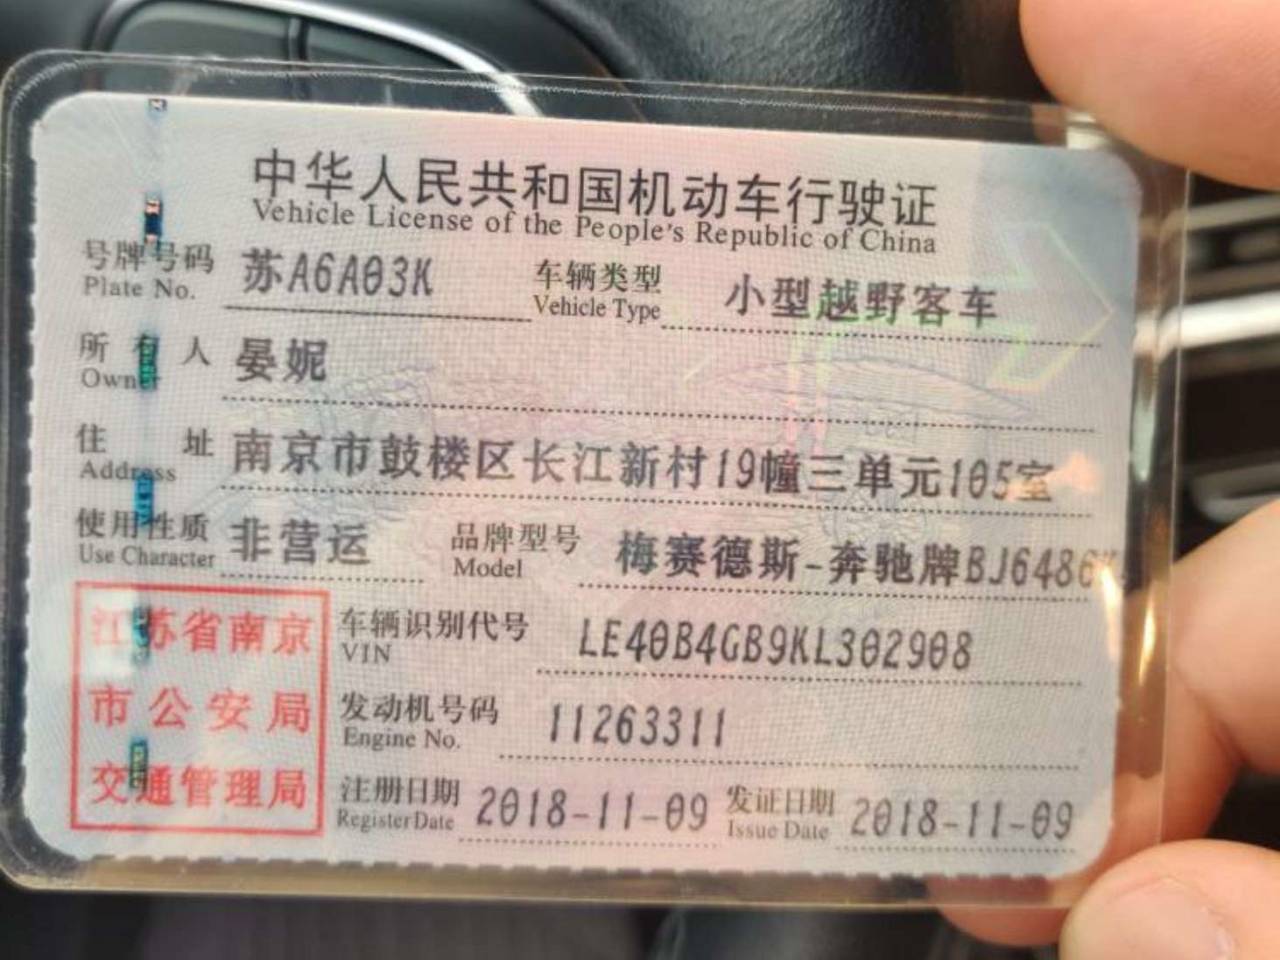 中华人民共和国机动车行驶证
Vehicle License of the People's Republic of China
号牌号码 苏A6A03K 车辆类型 小型越野客车
Plate No. Vehicle Type
所有人 晏妮
Owner
住址 南京市鼓楼区长江新村19幢三单元105室
Address
使用性质 非营运 品牌型号 梅赛德斯-奔驰牌BJ6486
Use Character Model
江苏省南京
市公安局
交通管理局
车辆识别代号 LE40B4GB9KL302908
VIN
发动机号码 11263311
Engine No.
注册日期 2018-11-09 发证日期 2018-11-09
Register Date Issue Date